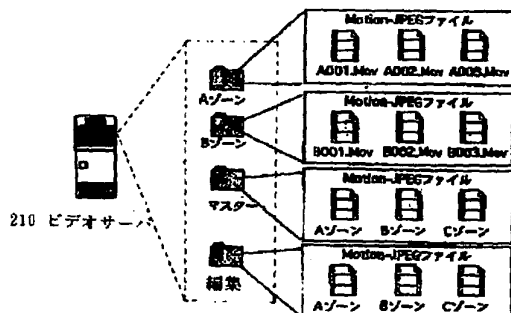 Motion-JPEGファイル
A001.Mov A002.Mov A003.Mov
Aゾーン
Motion-JPEGファイル
B001.Mov B002.Mov B003.Mov
Bゾーン
Motion-JPEGファイル
Aゾーン Bゾーン Cゾーン
マスター
210 ビデオサーバ
Motion-JPEGファイル
Aゾーン Bゾーン Cゾーン
編集